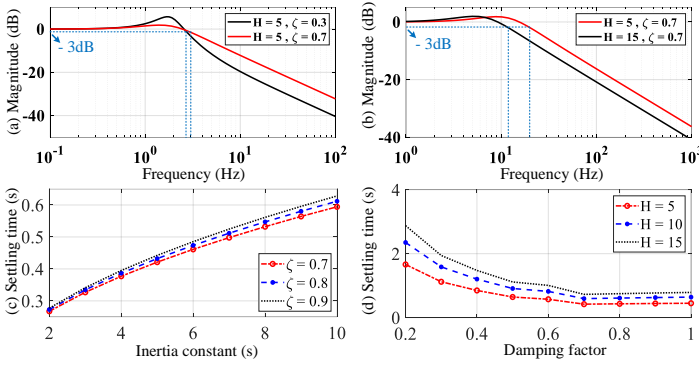 (a) Magnitude (dB)
0
-20
-40
- 3dB
H = 5 , ζ = 0.3
H = 5 , ζ = 0.7
10^-1
10^0
10^1
10^2
Frequency (Hz)
(b) Magnitude (dB)
0
-20
-40
- 3dB
H = 5 , ζ = 0.7
H = 15 , ζ = 0.7
10^0
10^1
10^2
10^3
Frequency (Hz)
(c) Settling time (s)
0.6
0.5
0.4
0.3
ζ = 0.7
ζ = 0.8
ζ = 0.9
2
4
6
8
10
Inertia constant (s)
(d) Settling time (s)
4
2
0
H = 5
H = 10
H = 15
0.2
0.4
0.6
0.8
1
Damping factor